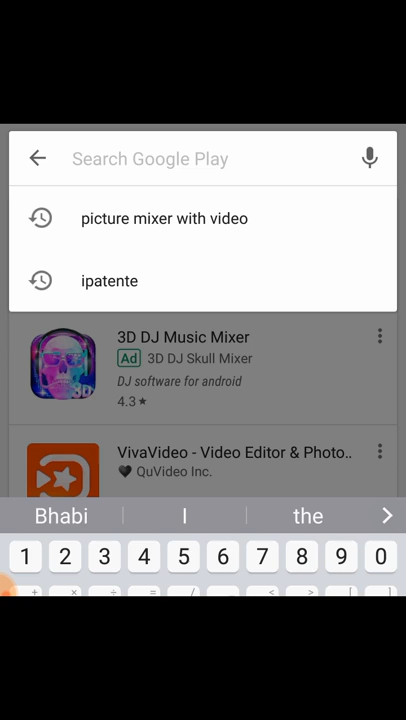 Search Google Play
picture mixer with video
ipatente
3D DJ Music Mixer
Ad 3D DJ Skull Mixer
DJ software for android
4.3★
VivaVideo - Video Editor & Photo..
QuVideo Inc.
Bhabi I the
1 2 3 4 5 6 7 8 9 0
+ × ÷ = / _ < > [ ]